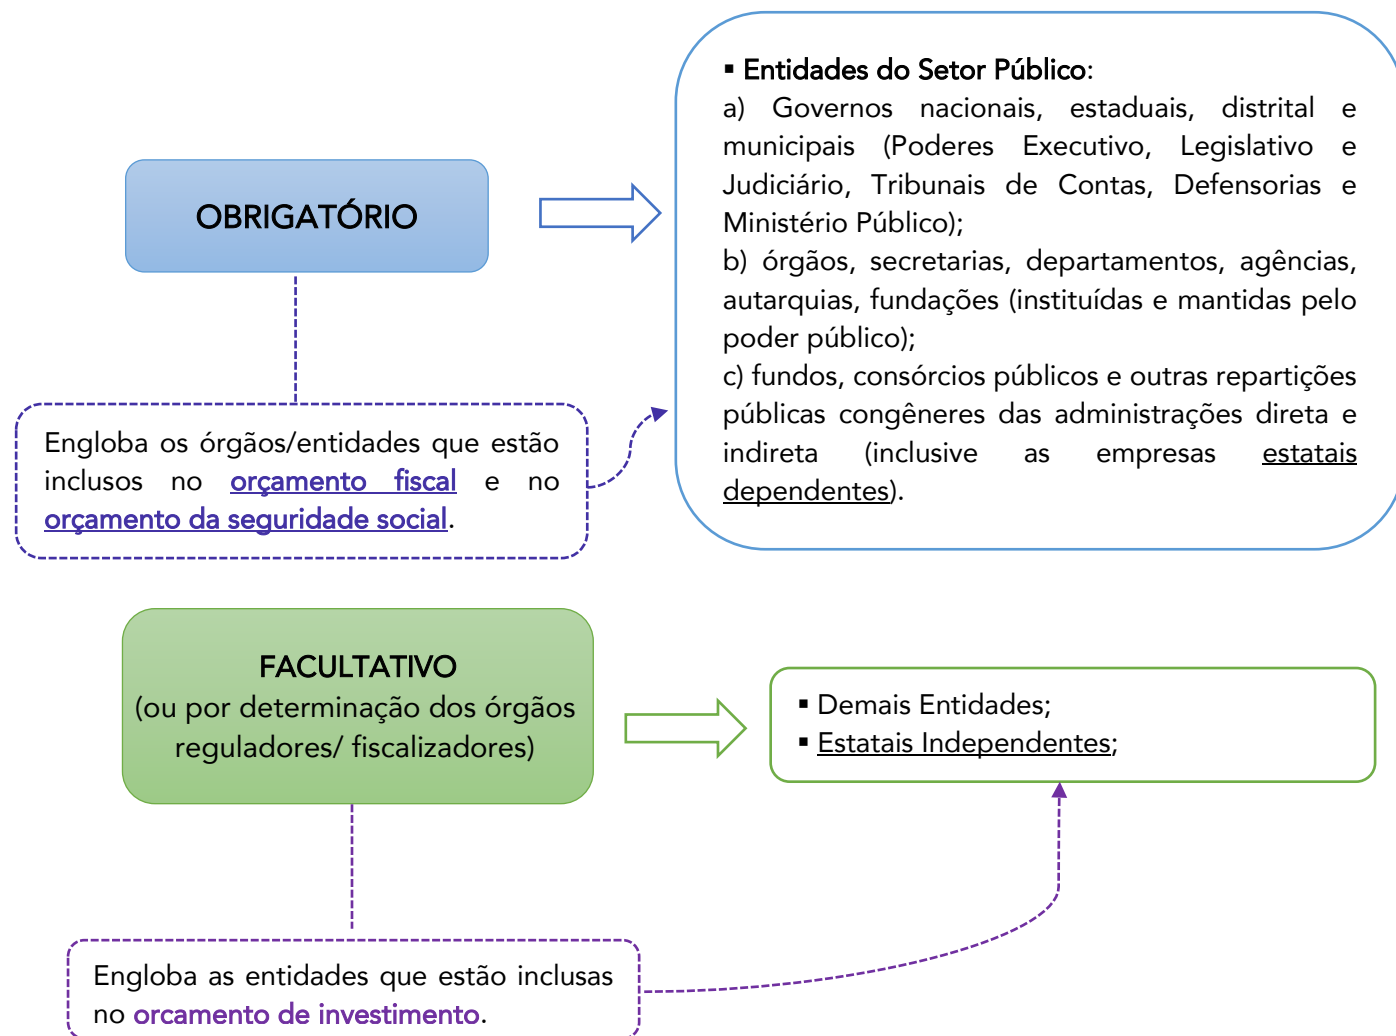 OBRIGATÓRIO
▪ Entidades do Setor Público:
a) Governos nacionais, estaduais, distrital e
municipais (Poderes Executivo, Legislativo e
Judiciário, Tribunais de Contas, Defensorias e
Ministério Público);
b) órgãos, secretarias, departamentos, agências,
autarquias, fundações (instituídas e mantidas pelo
poder público);
c) fundos, consórcios públicos e outras repartições
públicas congêneres das administrações direta e
indireta (inclusive as empresas estatais
dependentes).
Engloba os órgãos/entidades que estão
inclusos no orçamento fiscal e no
orçamento da seguridade social.
FACULTATIVO
(ou por determinação dos órgãos
reguladores/ fiscalizadores)
▪ Demais Entidades;
▪ Estatais Independentes;
Engloba as entidades que estão inclusas
no orcamento de investimento.